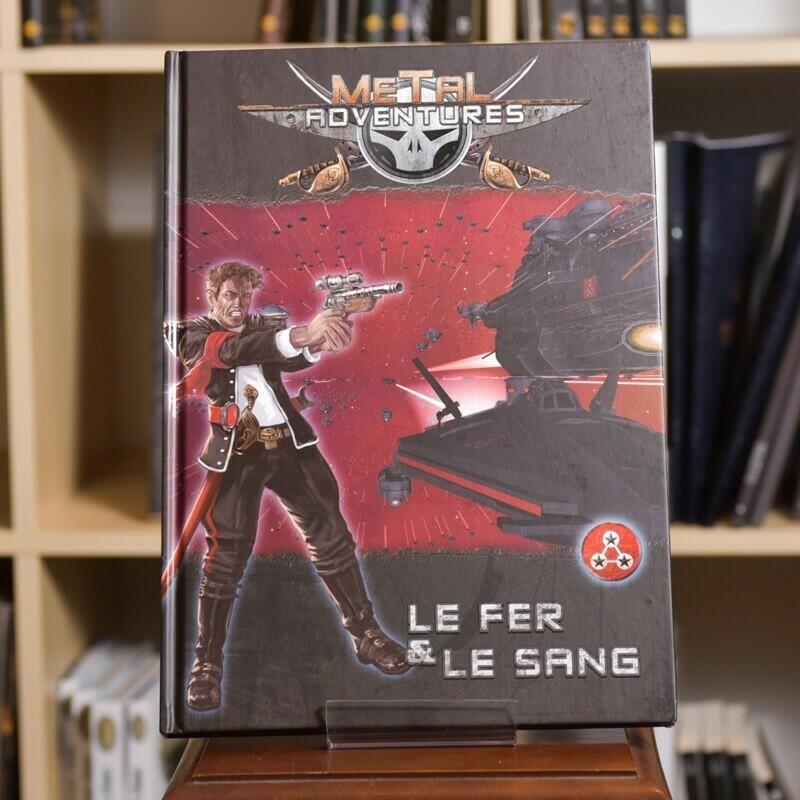 METAL
ADVENTURES
LE FER
& LE SANG